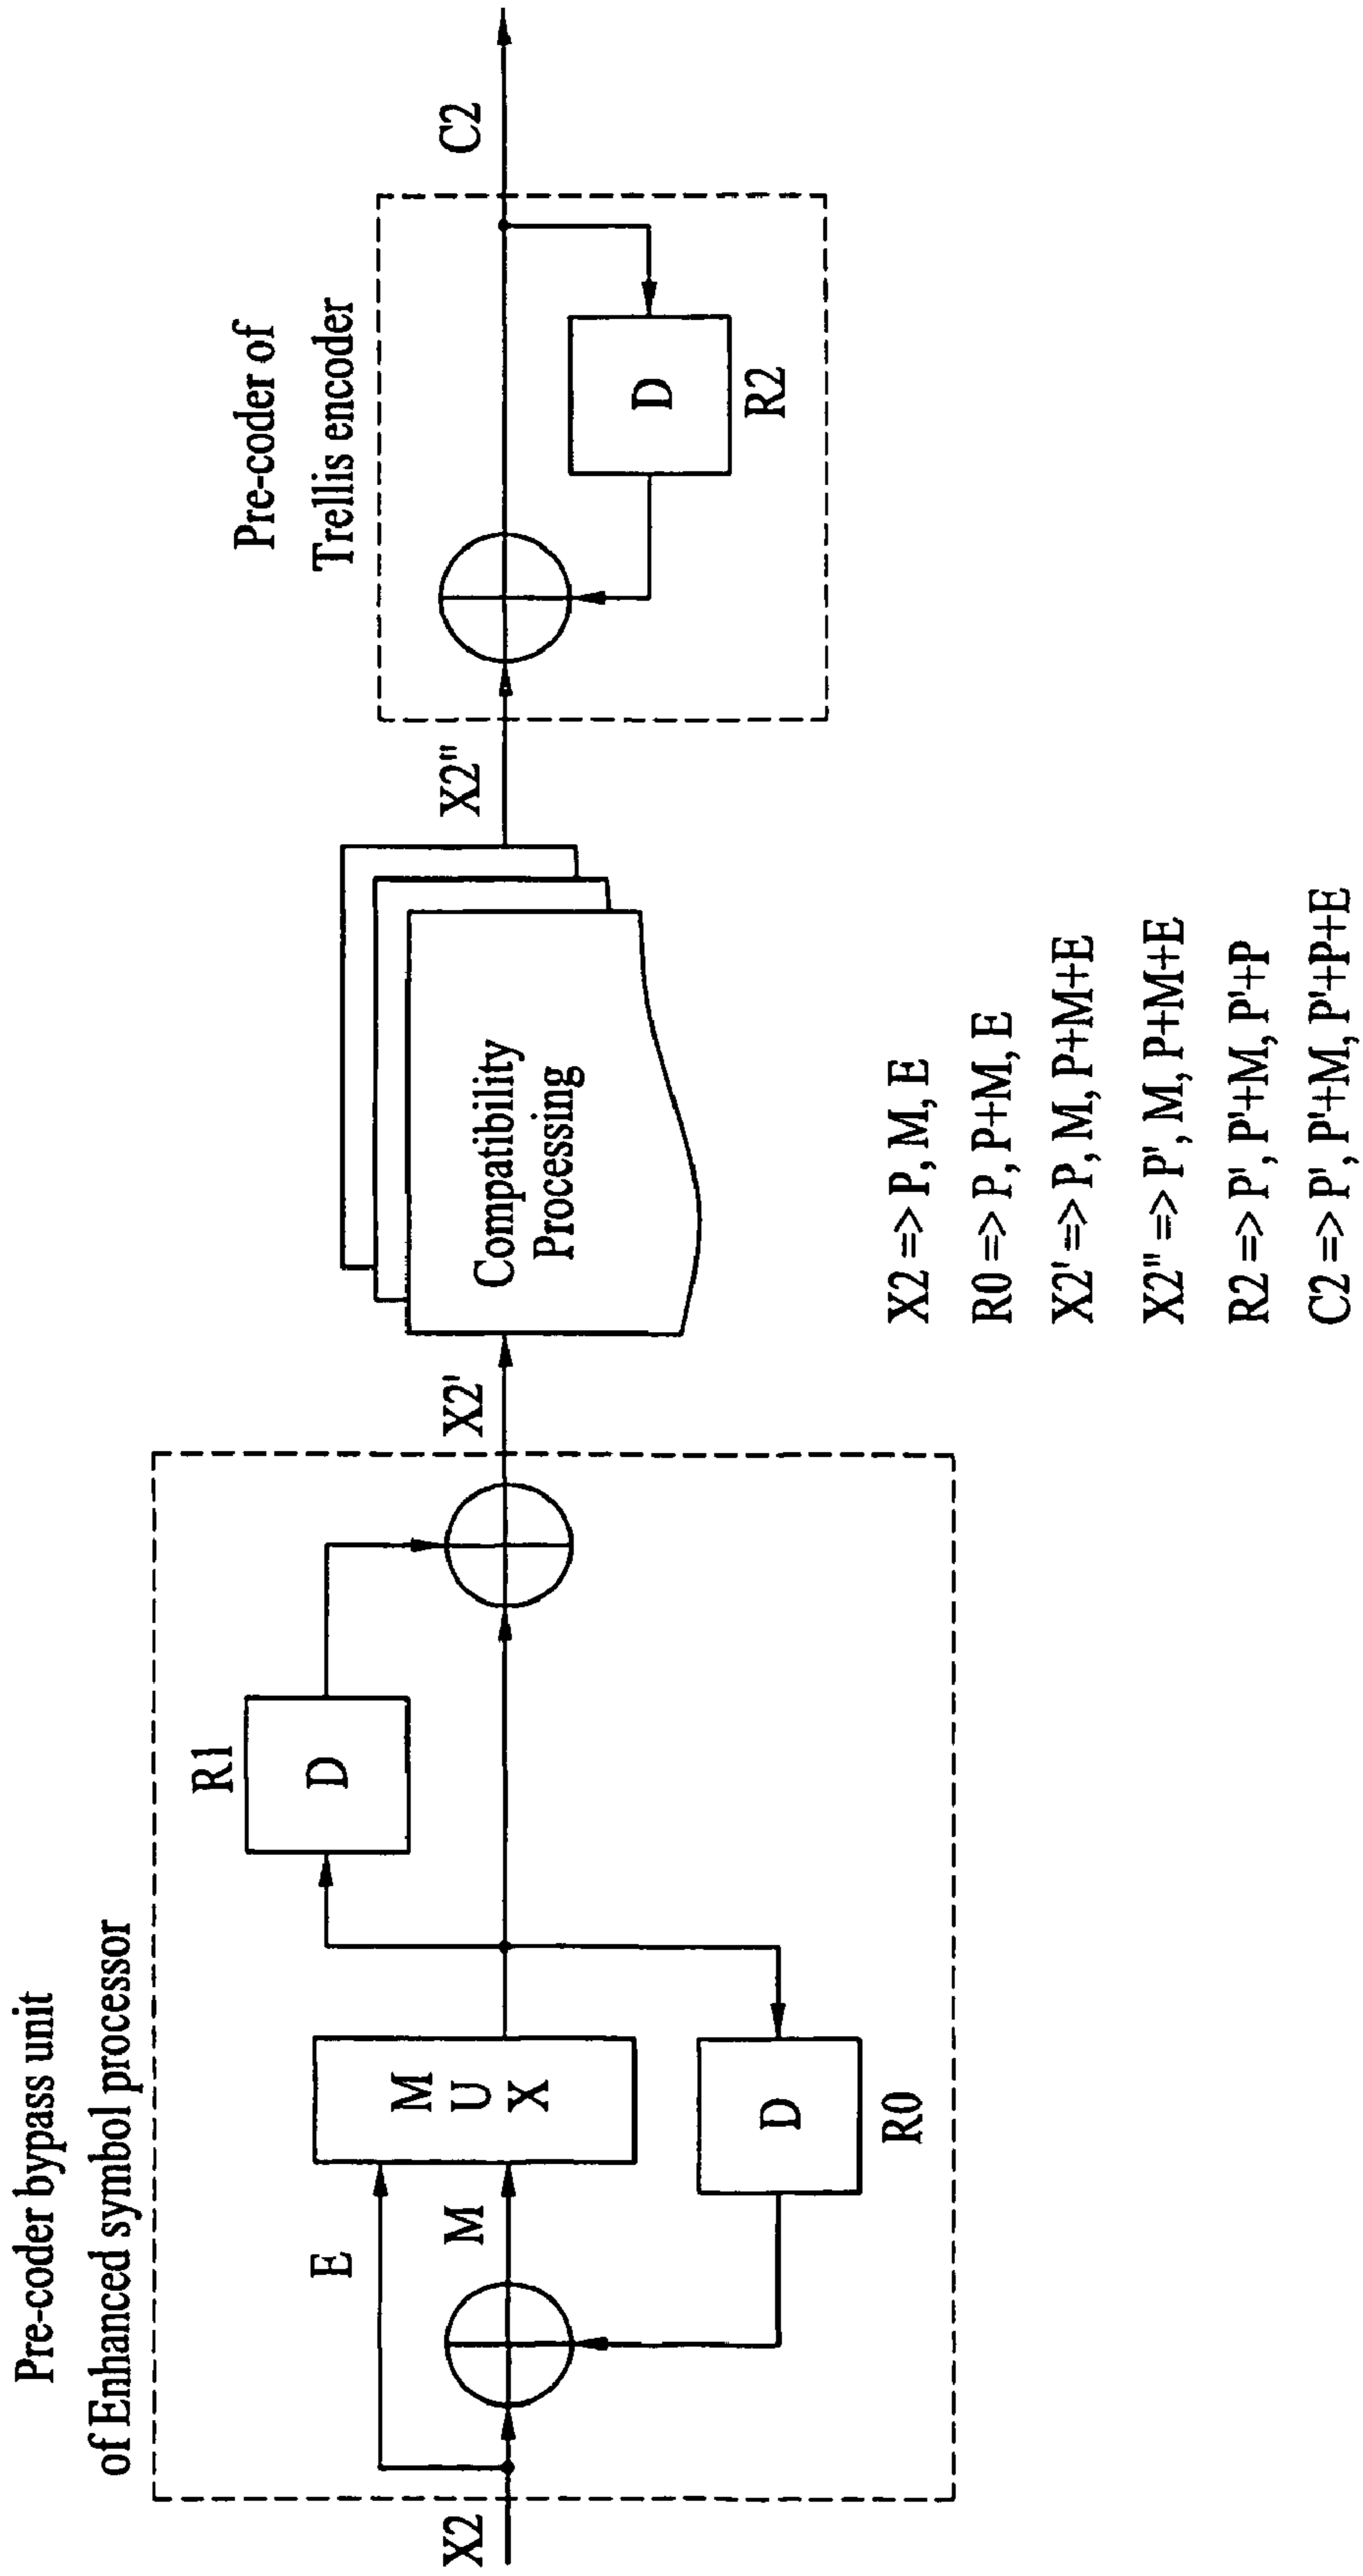 Pre-coder bypass unit
of Enhanced symbol processor
X2
E
M
M
U
X
D
R0
R1
D
X2'
Compatibility
Processing
X2"
Pre-coder of
Trellis encoder
D
R2
C2
X2 => P, M, E
R0 => P, P+M, E
X2' => P, M, P+M+E
X2" => P', M, P+M+E
R2 => P', P'+M, P'+P
C2 => P', P'+M, P'+P+E